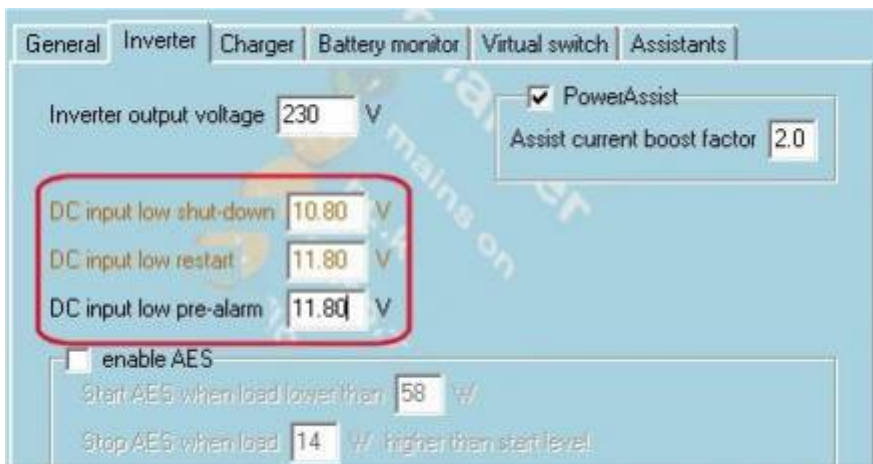 General Inverter Charger Battery monitor Virtual switch Assistants
Inverter output voltage 230 V
PowerAssist
Assist current boost factor 2.0
DC input low shut-down 10.80 V
DC input low restart 11.80 V
DC input low pre-alarm 11.80 V
enable AES
Start AES when load lower than 58 W
Stop AES when load 14 W higher than start level.
mains on